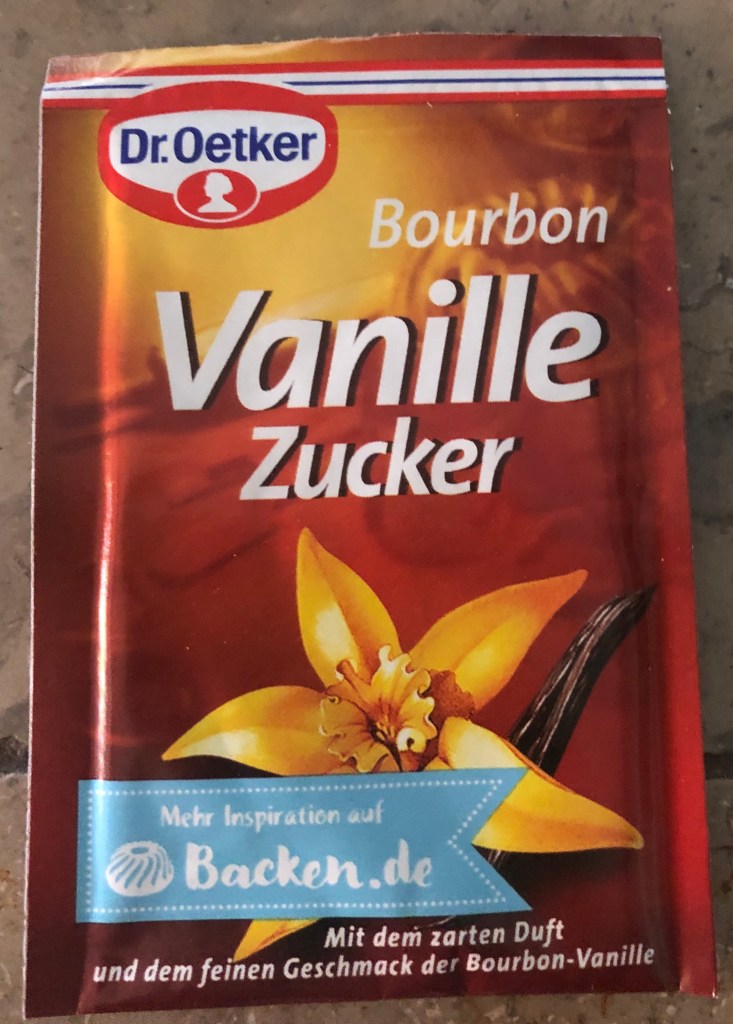 Dr.Oetker
Bourbon
Vanille
Zucker
Mehr Inspiration auf
Backen.de
Mit dem zarten Duft
und dem feinen Geschmack der Bourbon-Vanille